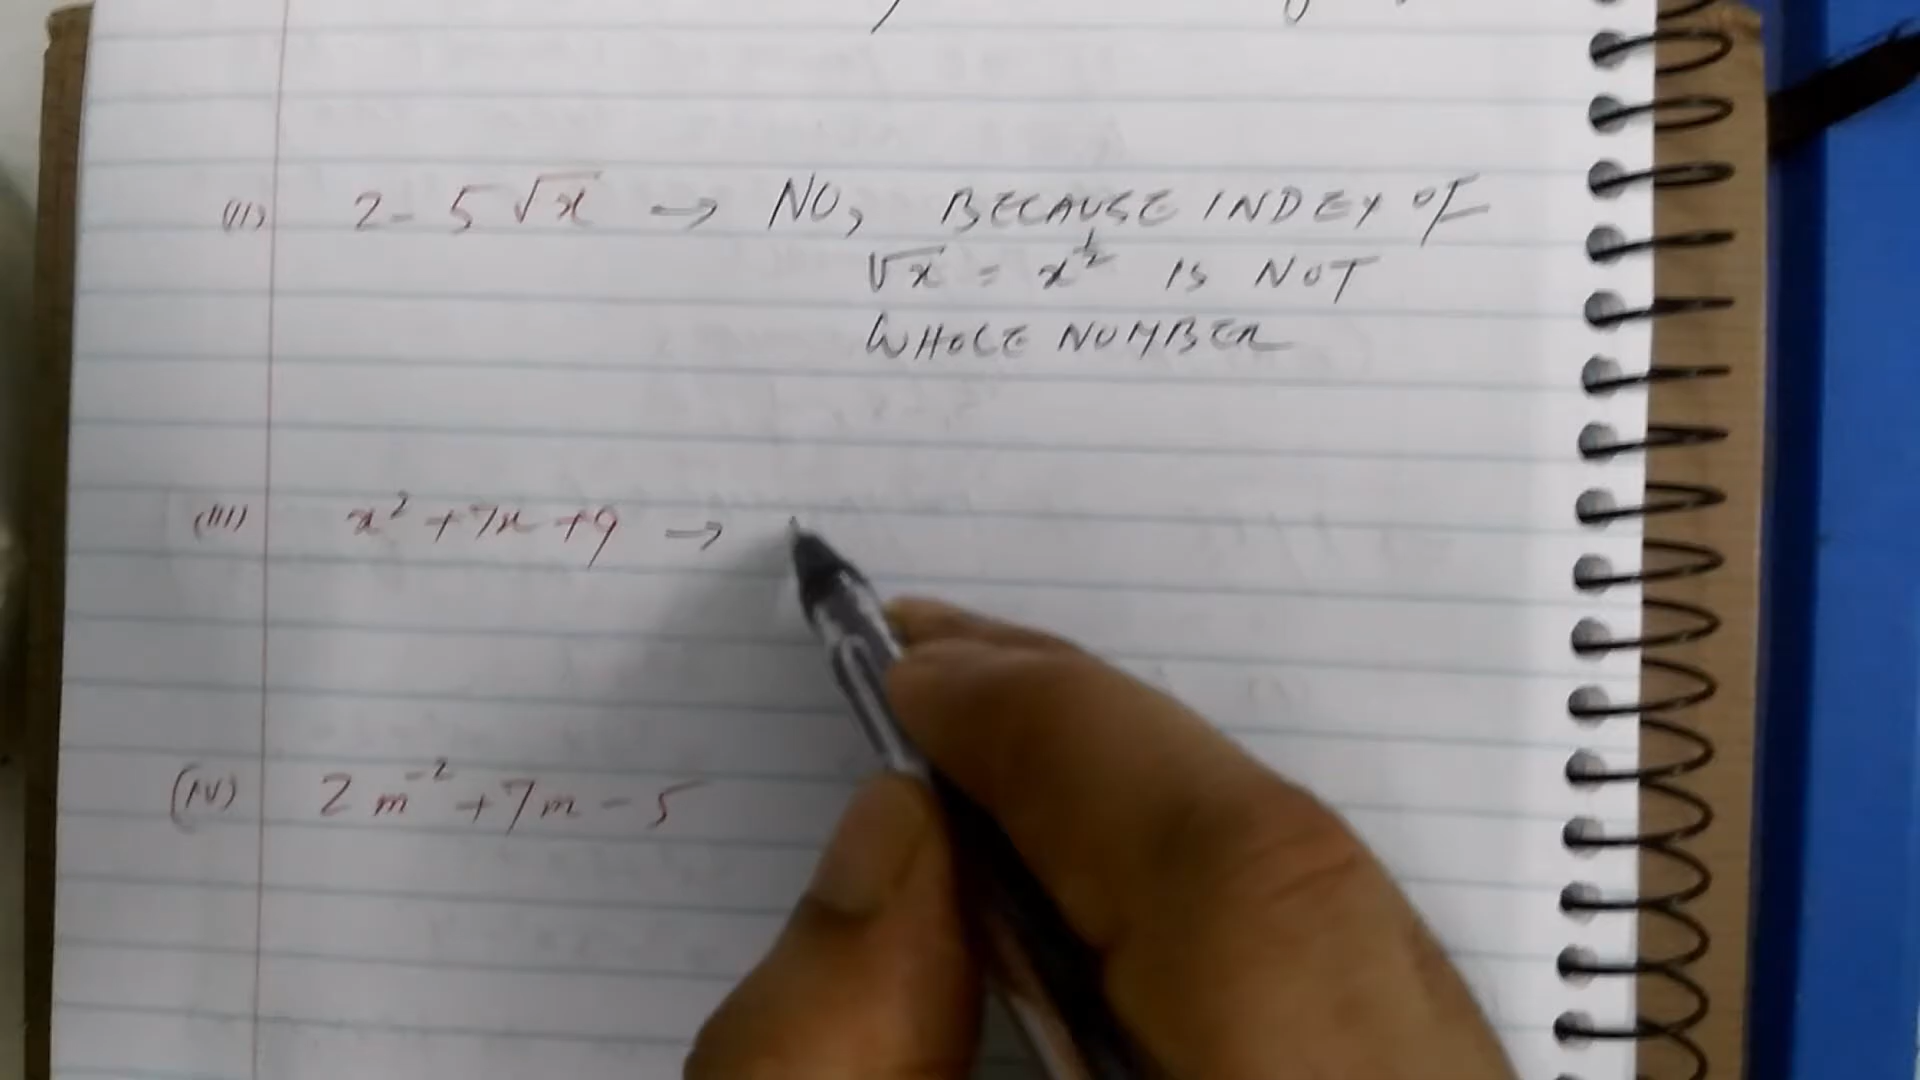 (II) 2 - 5√x → NO, BECAUSE INDEX OF
√x = x^½ IS NOT
WHOLE NUMBER
(III) x² + 7x + 9 →
(IV) 2m⁻² + 7m - 5